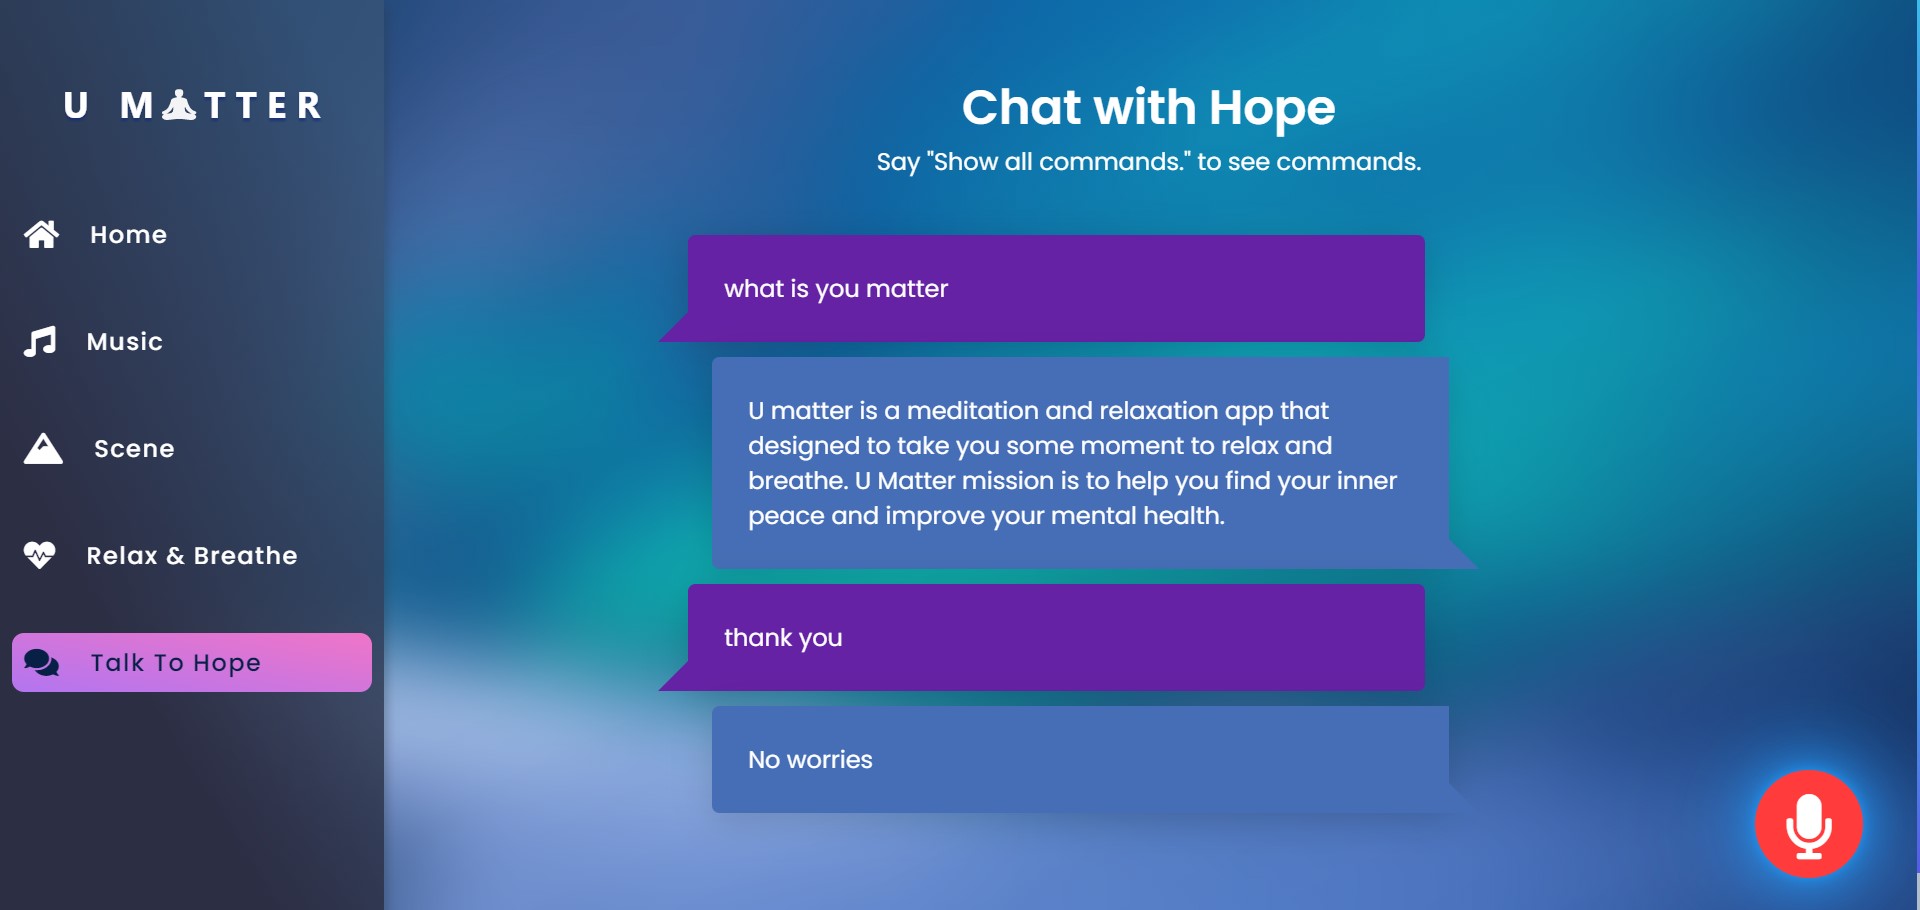 U MATTER
Home
Music
Scene
Relax & Breathe
Talk To Hope
Chat with Hope
Say "Show all commands." to see commands.
what is you matter
U matter is a meditation and relaxation app that
designed to take you some moment to relax and
breathe. U Matter mission is to help you find your inner
peace and improve your mental health.
thank you
No worries